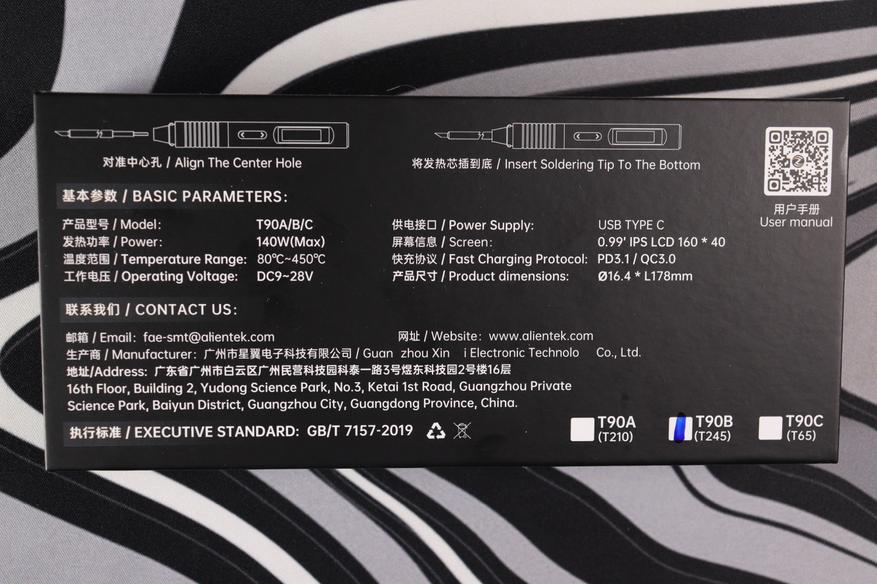 对准中心孔 / Align The Center Hole
将发热芯插到底 / Insert Soldering Tip To The Bottom
用户手册
User manual
基本参数 / BASIC PARAMETERS:
产品型号 / Model: T90A/B/C
发热功率 / Power: 140W(Max)
温度范围 / Temperature Range: 80℃~450℃
工作电压 / Operating Voltage: DC9~28V
供电接口 / Power Supply: USB TYPE C
屏幕信息 / Screen: 0.99' IPS LCD 160 * 40
快充协议 / Fast Charging Protocol: PD3.1 / QC3.0
产品尺寸 / Product dimensions: Ø16.4 * L178mm
联系我们 / CONTACT US:
邮箱 / Email: fae-smt@alientek.com
网址 / Website: www.alientek.com
生产商 / Manufacturer: 广州市星翼电子科技有限公司 / Guan zhou Xin i Electronic Technolo Co., Ltd.
地址/Address: 广东省广州市白云区广州民营科技园科泰一路3号煜东科技园2号楼16层
16th Floor, Building 2, Yudong Science Park, No.3, Ketai 1st Road, Guangzhou Private
Science Park, Baiyun District, Guangzhou City, Guangdong Province, China.
执行标准 / EXECUTIVE STANDARD: GB/T 7157-2019
T90A
(T210)
T90B
(T245)
T90C
(T65)